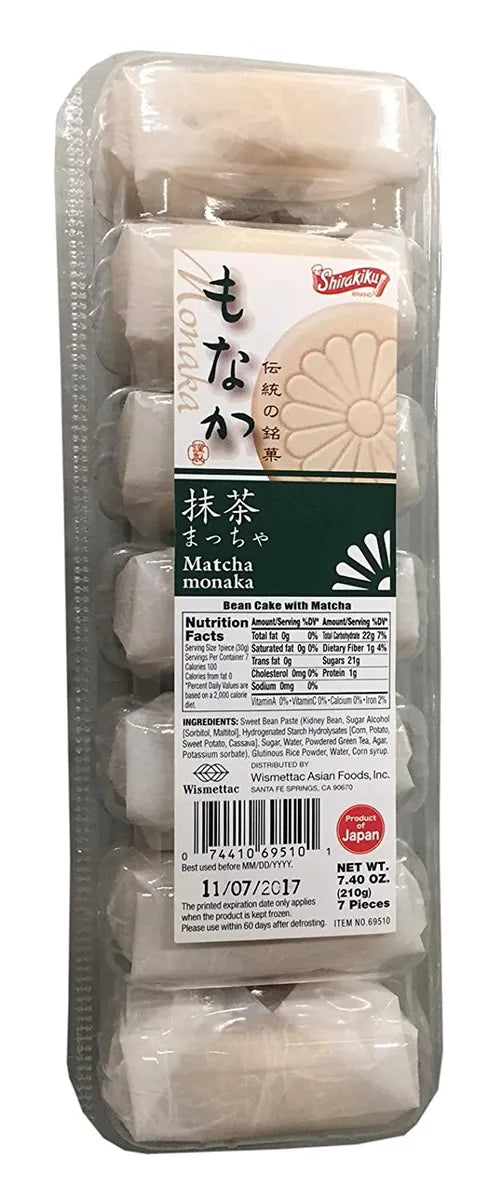 Shirakiku
BRAND
もなか
Monaka
伝統の銘菓
謹製
抹茶
まっちゃ
Matcha
monaka
Bean Cake with Matcha
Nutrition
Facts
Serving Size 1piece (30g)
Servings Per Container 7
Calories 100
Calories from fat 0
*Percent Daily Values are
based on a 2,000 calorie
diet.
Amount/Serving %DV* Amount/Serving %DV*
Total fat 0g 0% Total Carbohydrate 22g 7%
Saturated fat 0g 0% Dietary Fiber 1g 4%
Trans fat 0g Sugars 21g
Cholesterol 0mg 0% Protein 1g
Sodium 0mg 0%
VitaminA 0% • VitaminC 0% • Calcium 0% • Iron 2%
INGREDIENTS: Sweet Bean Paste (Kidney Bean, Sugar Alcohol
[Sorbitol, Maltitol], Hydrogenated Starch Hydrolysates [Corn, Potato,
Sweet Potato, Cassava], Sugar, Water, Powdered Green Tea, Agar,
Potassium sorbate), Glutinous Rice Powder, Water, Corn syrup.
DISTRIBUTED BY
Wismettac Asian Foods, Inc.
SANTA FE SPRINGS, CA 90670
Wismettac
0 74410 69510 1
Product
of
Japan
Best used before MM/DD/YYYY.
11/07/2017
The printed expiration date only applies
when the product is kept frozen.
Please use within 60 days after defrosting.
NET WT.
7.40 OZ.
(210g)
7 Pieces
ITEM NO.69510